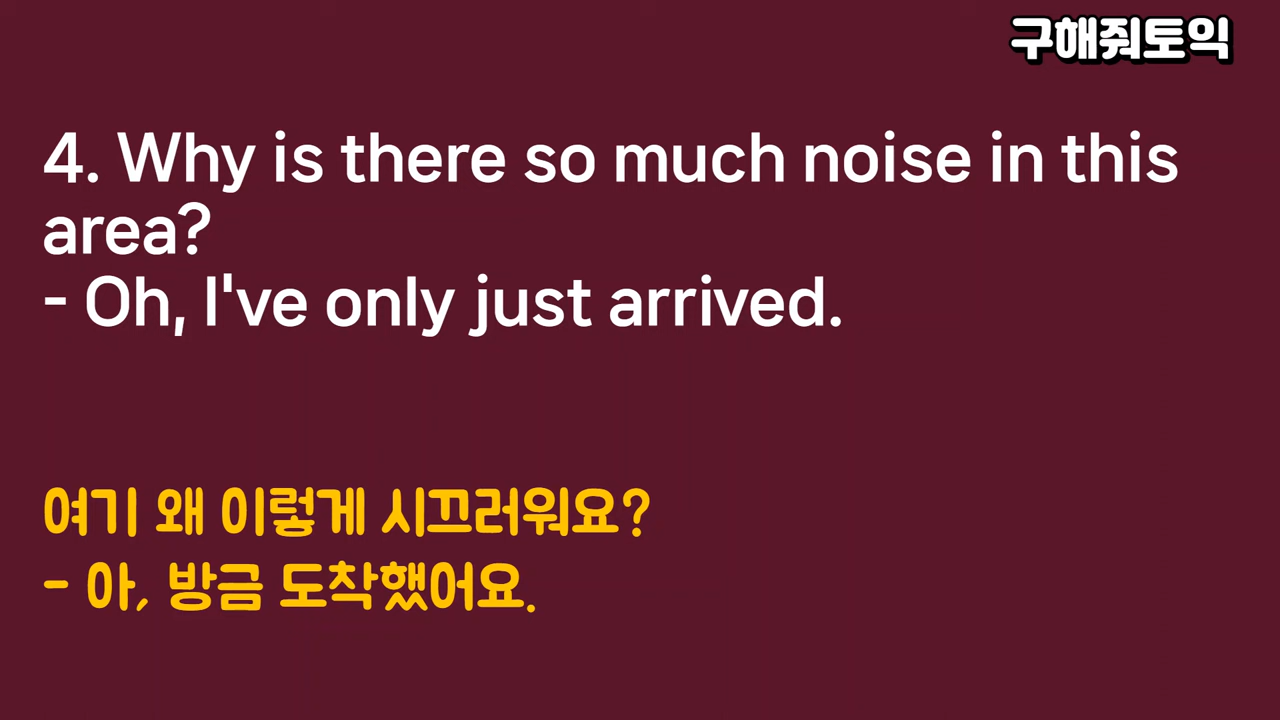 구해줘토익
4. Why is there so much noise in this
area?
- Oh, I've only just arrived.
여기 왜 이렇게 시끄러워요?
- 아, 방금 도착했어요.